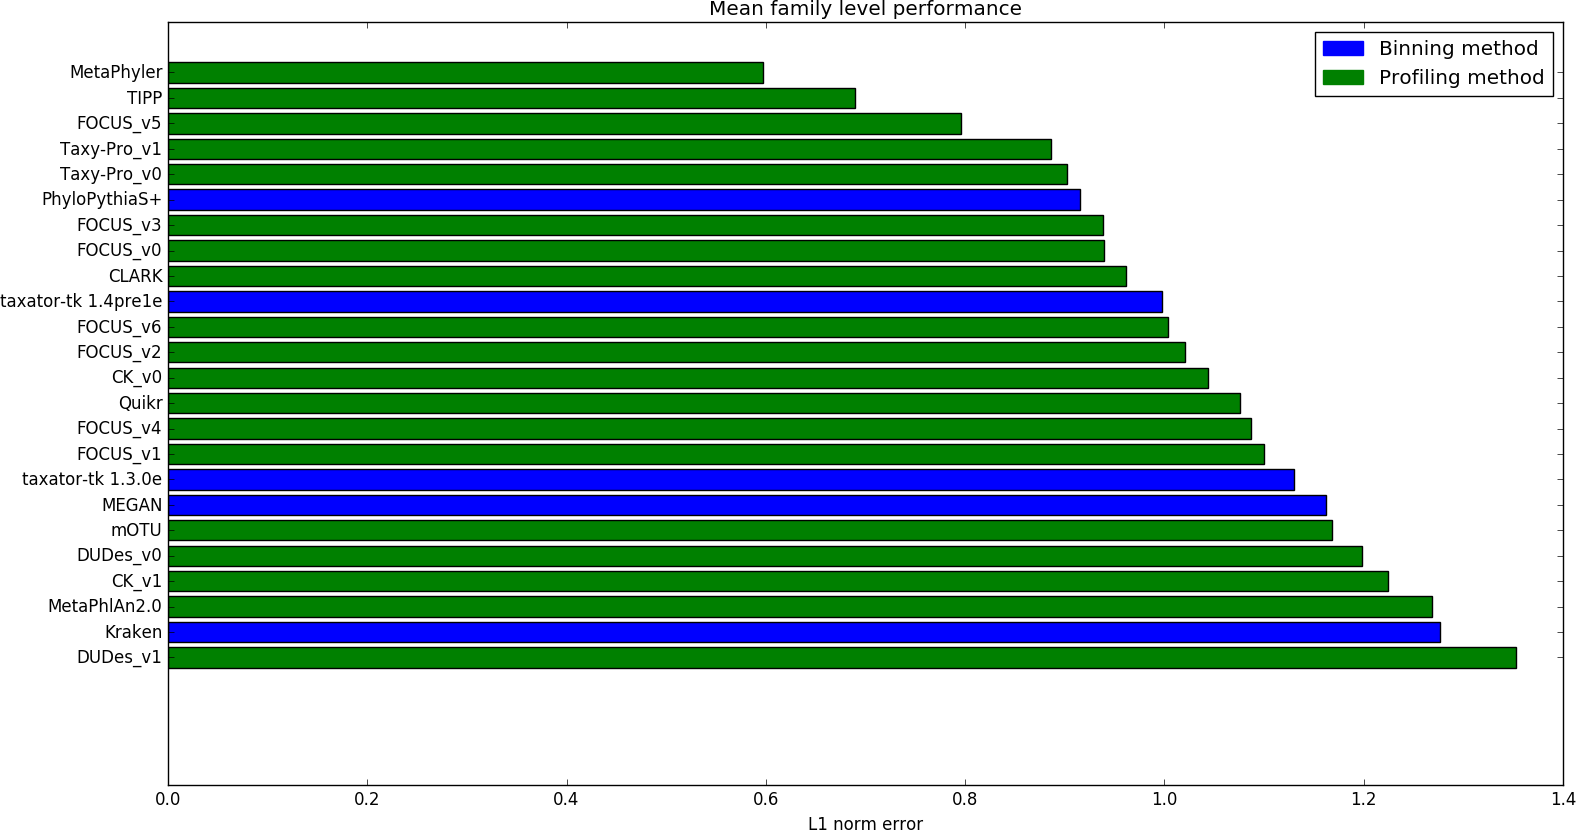 Mean family level performance
Binning method
Profiling method
MetaPhyler
TIPP
FOCUS_v5
Taxy-Pro_v1
Taxy-Pro_v0
PhyloPythiaS+
FOCUS_v3
FOCUS_v0
CLARK
taxator-tk 1.4pre1e
FOCUS_v6
FOCUS_v2
CK_v0
Quikr
FOCUS_v4
FOCUS_v1
taxator-tk 1.3.0e
MEGAN
mOTU
DUDes_v0
CK_v1
MetaPhlAn2.0
Kraken
DUDes_v1
0.0 0.2 0.4 0.6 0.8 1.0 1.2 1.4
L1 norm error